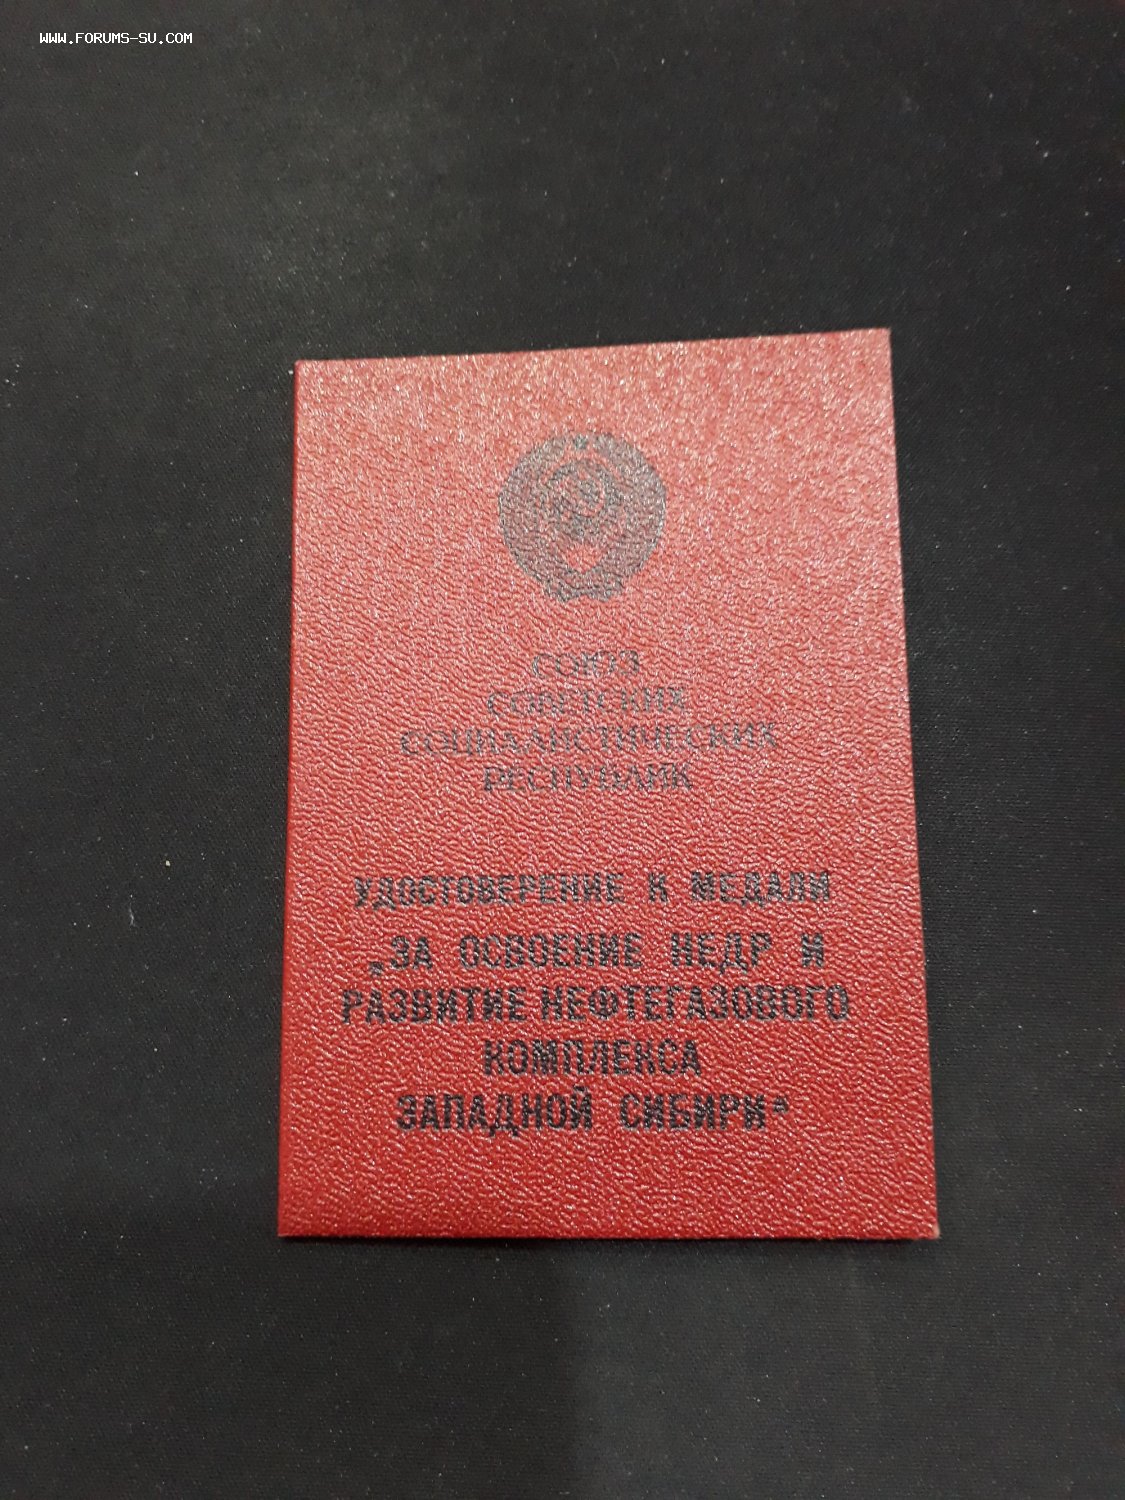 WWW.FORUMS-SU.COM
СОЮЗ
СОВЕТСКИХ
СОЦИАЛИСТИЧЕСКИХ
РЕСПУБЛИК
УДОСТОВЕРЕНИЕ К МЕДАЛИ
„ЗА ОСВОЕНИЕ НЕДР И
РАЗВИТИЕ НЕФТЕГАЗОВОГО
КОМПЛЕКСА
ЗАПАДНОЙ СИБИРИ“